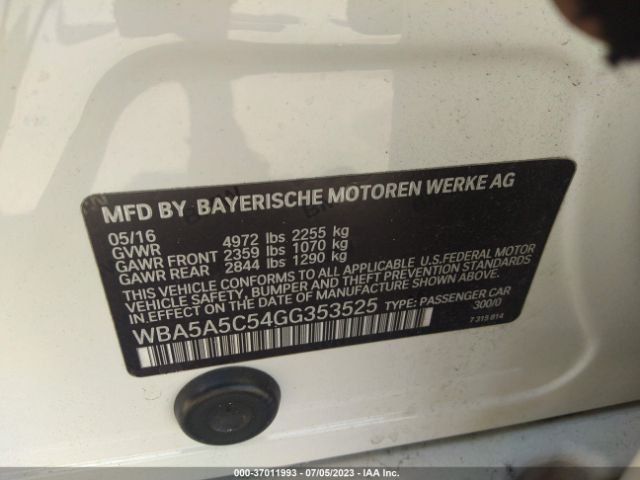 MFD BY BAYERISCHE MOTOREN WERKE AG
05/16
GVWR 4972 lbs 2255 kg
GAWR FRONT 2359 lbs 1070 kg
GAWR REAR 2844 lbs 1290 kg
THIS VEHICLE CONFORMS TO ALL APPLICABLE U.S.FEDERAL MOTOR
VEHICLE SAFETY, BUMPER AND THEFT PREVENTION STANDARDS
IN EFFECT ON THE DATE OF MANUFACTURE SHOWN ABOVE.
WBA5A5C54GG353525 TYPE: PASSENGER CAR
300/0
7 315 814
000-37011993 / 07/05/2023 - IAA Inc.